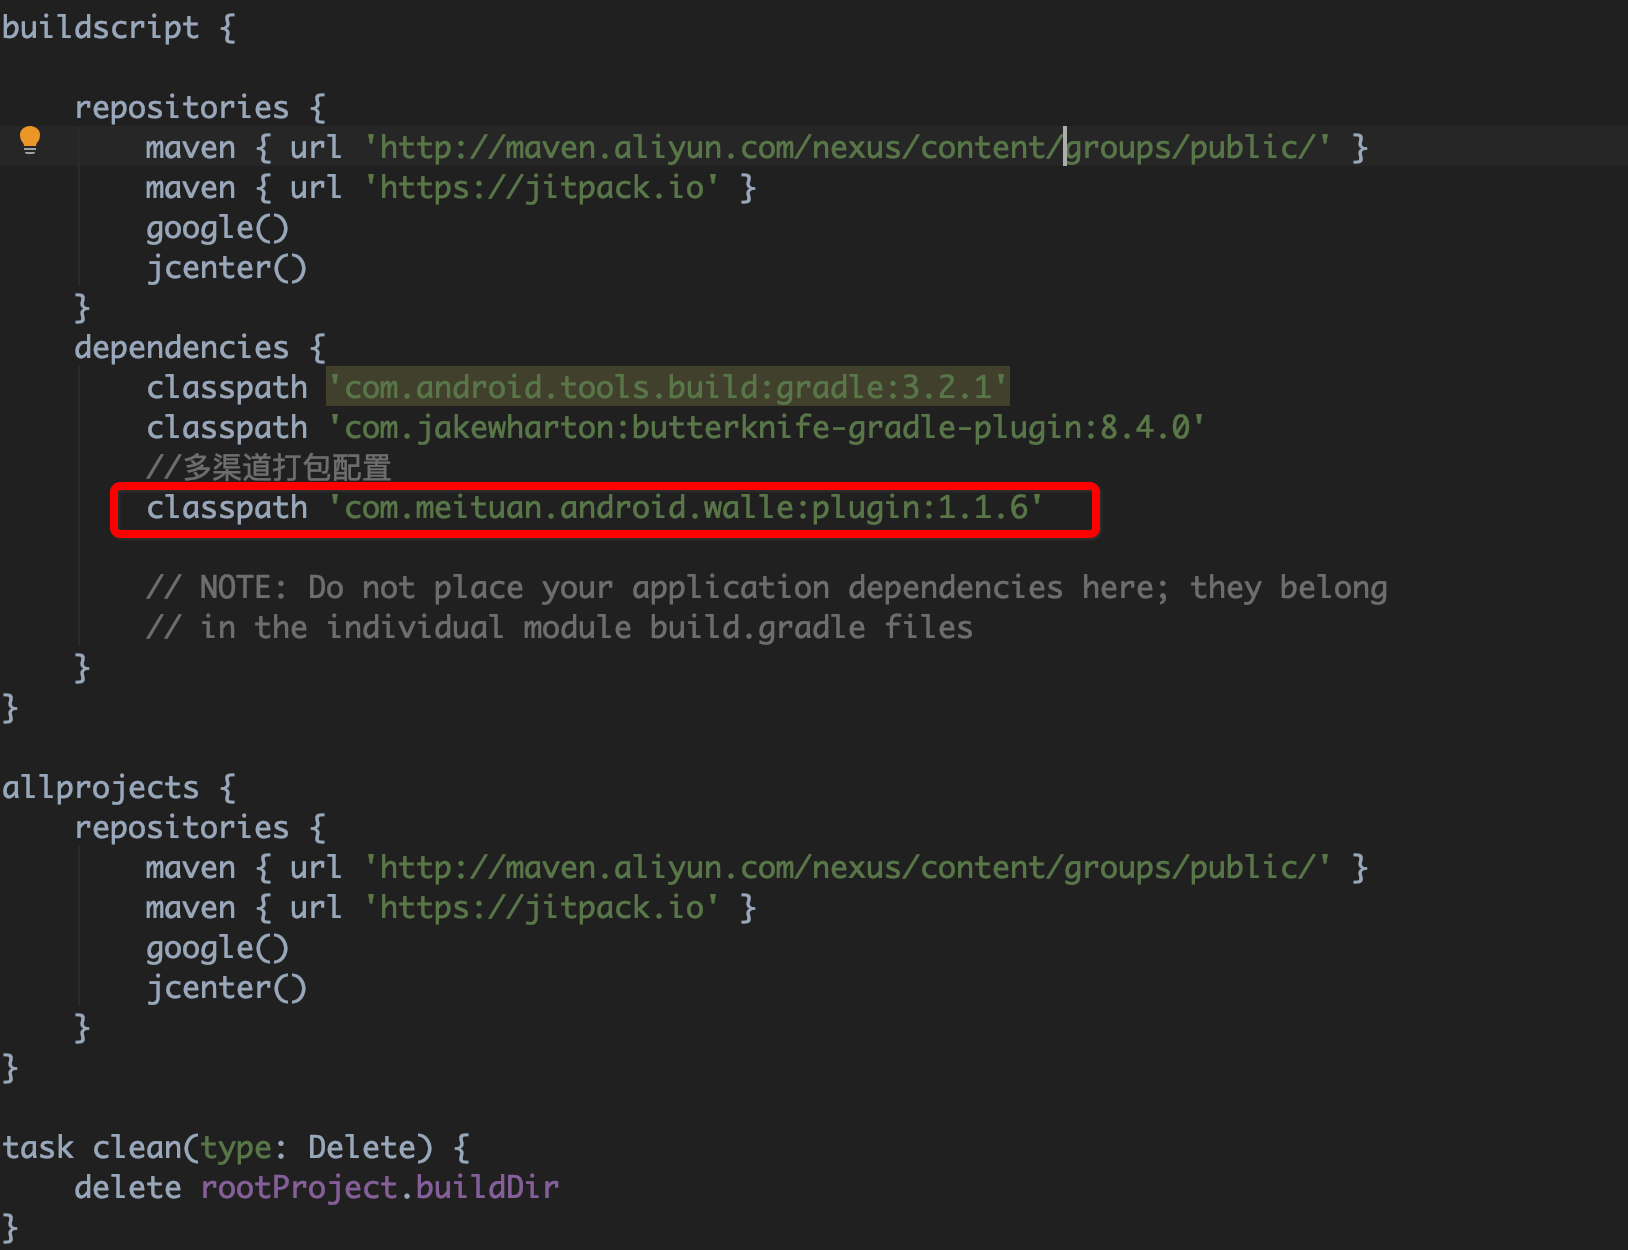 buildscript {
repositories {
maven { url 'http://maven.aliyun.com/nexus/content/groups/public/' }
maven { url 'https://jitpack.io' }
google()
jcenter()
}
dependencies {
classpath 'com.android.tools.build:gradle:3.2.1'
classpath 'com.jakewharton:butterknife-gradle-plugin:8.4.0'
//多渠道打包配置
classpath 'com.meituan.android.walle:plugin:1.1.6'
// NOTE: Do not place your application dependencies here; they belong
// in the individual module build.gradle files
}
}
allprojects {
repositories {
maven { url 'http://maven.aliyun.com/nexus/content/groups/public/' }
maven { url 'https://jitpack.io' }
google()
jcenter()
}
}
task clean(type: Delete) {
delete rootProject.buildDir
}